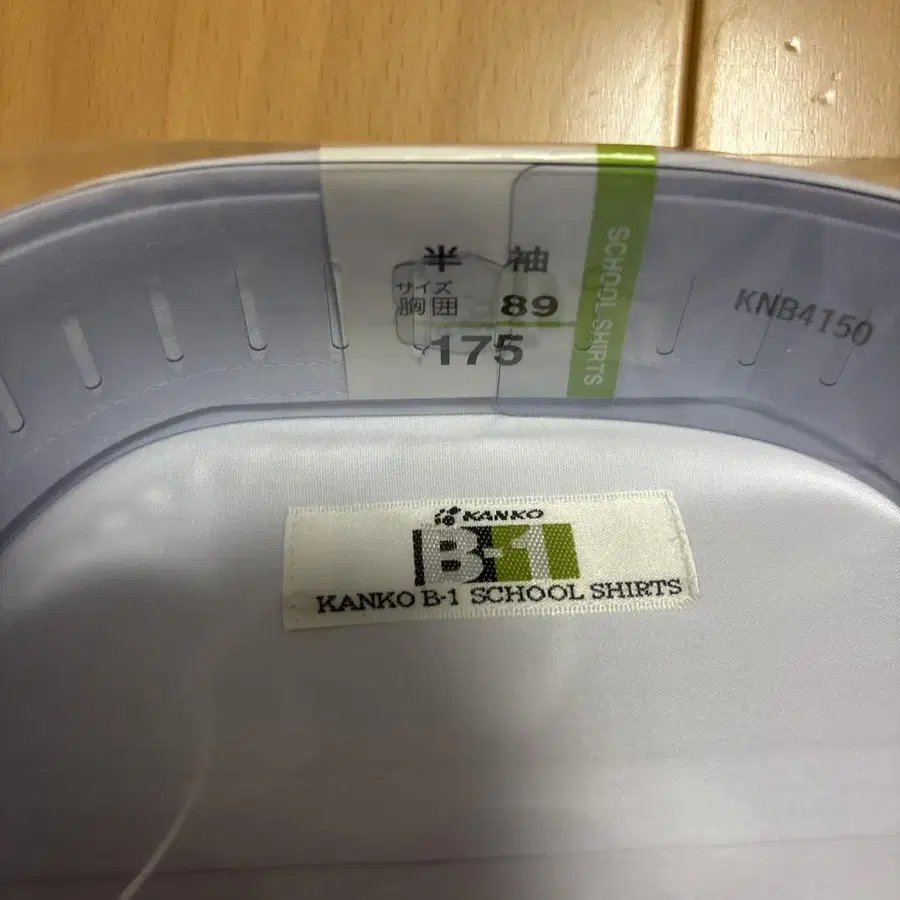 半 袖
サイズ
胸囲 89
175
SCHOOL SHIRTS
KNB4150
KANKO
B-1
KANKO B-1 SCHOOL SHIRTS